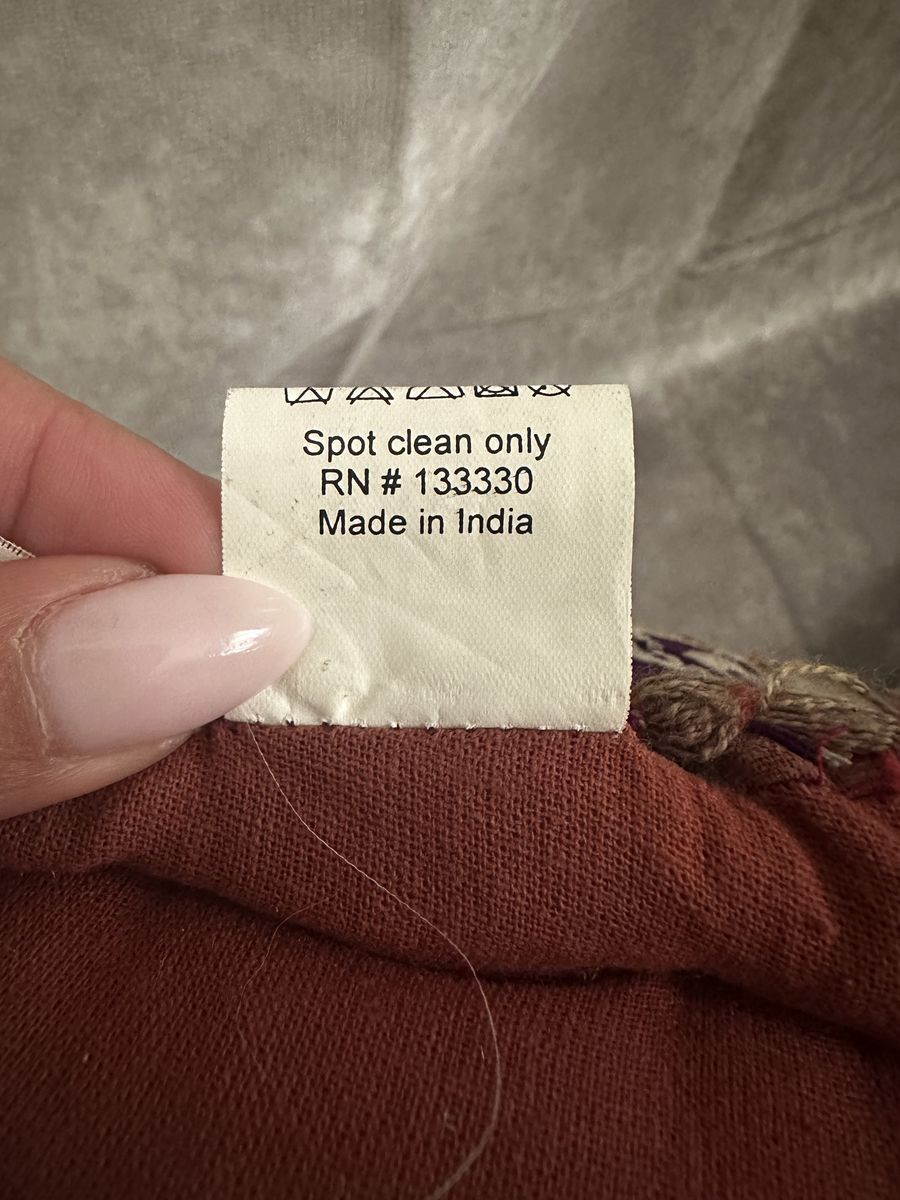 Spot clean only
RN # 133330
Made in India